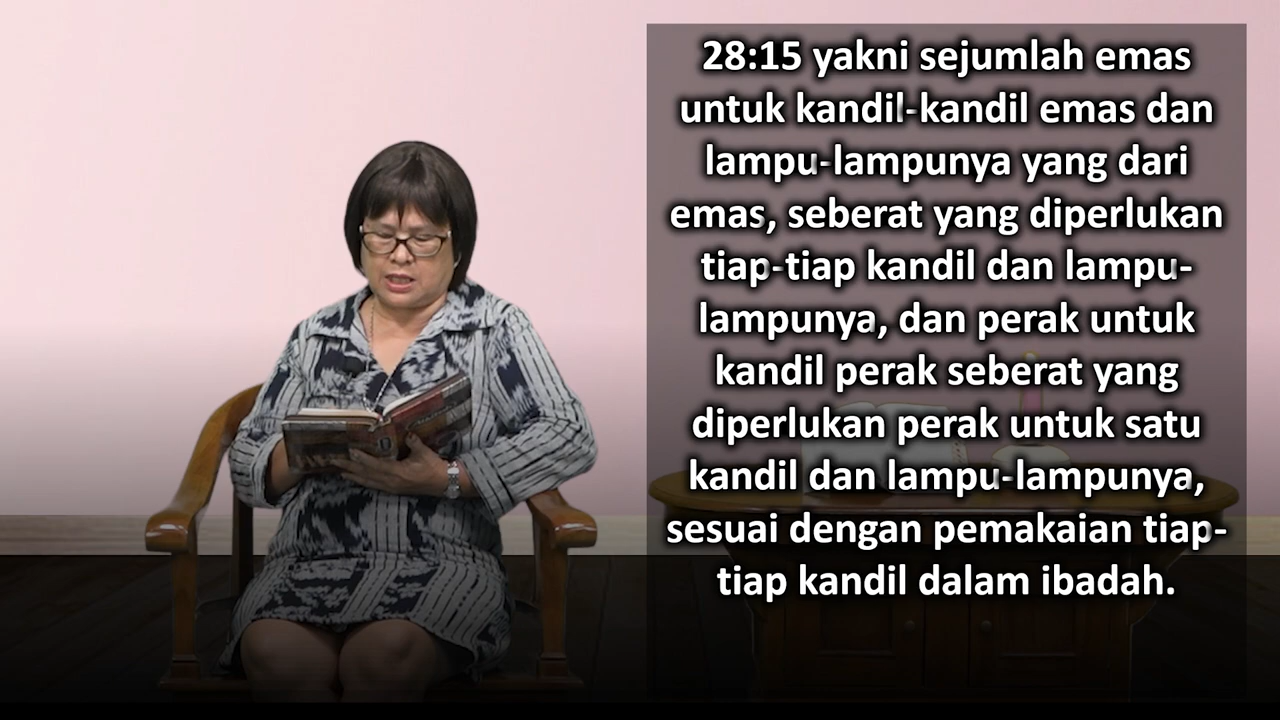 28:15 yakni sejumlah emas
untuk kandil-kandil emas dan
lampu-lampunya yang dari
emas, seberat yang diperlukan
tiap-tiap kandil dan lampu-
lampunya, dan perak untuk
kandil perak seberat yang
diperlukan perak untuk satu
kandil dan lampu-lampunya,
sesuai dengan pemakaian tiap-
tiap kandil dalam ibadah.